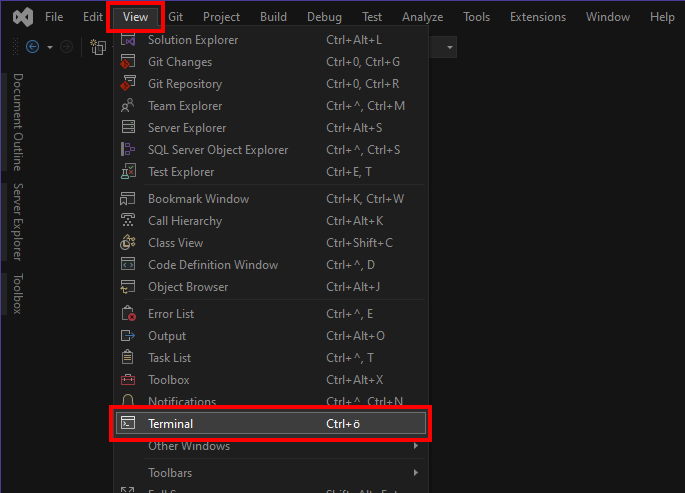 File Edit View Git Project Build Debug Test Analyze Tools Extensions Window Help
Document Outline
Server Explorer
Toolbox
Solution Explorer Ctrl+Alt+L
Git Changes Ctrl+0, Ctrl+G
Git Repository Ctrl+0, Ctrl+R
Team Explorer Ctrl+^, Ctrl+M
Server Explorer Ctrl+Alt+S
SQL Server Object Explorer Ctrl+^, Ctrl+S
Test Explorer Ctrl+E, T
Bookmark Window Ctrl+K, Ctrl+W
Call Hierarchy Ctrl+Alt+K
Class View Ctrl+Shift+C
Code Definition Window Ctrl+^, D
Object Browser Ctrl+Alt+J
Error List Ctrl+^, E
Output Ctrl+Alt+O
Task List Ctrl+^, T
Toolbox Ctrl+Alt+X
Notifications Ctrl+^, Ctrl+N
Terminal Ctrl+ö
Other Windows
Toolbars